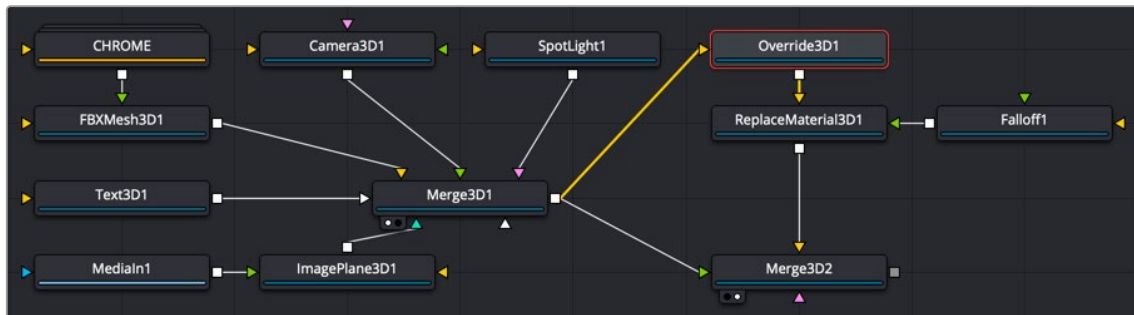 CHROME
Camera3D1
SpotLight1
Override3D1
FBXMesh3D1
ReplaceMaterial3D1
Falloff1
Text3D1
Merge3D1
MediaIn1
ImagePlane3D1
Merge3D2